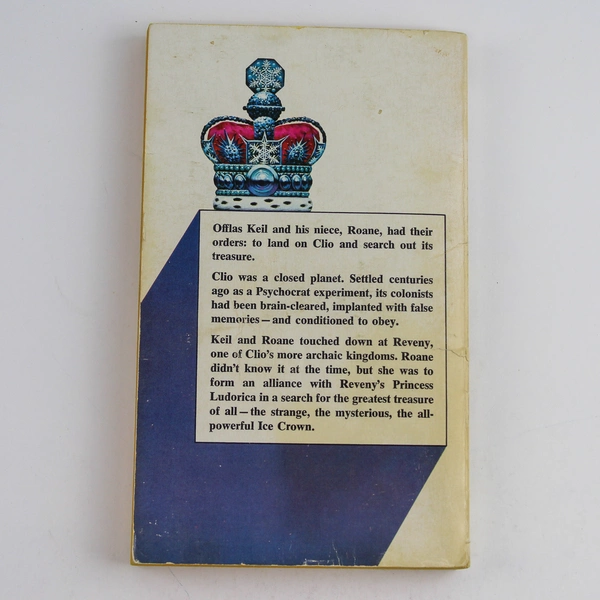 Offlas Keil and his niece, Roane, had their
orders: to land on Clio and search out its
treasure.
Clio was a closed planet. Settled centuries
ago as a Psychocrat experiment, its colonists
had been brain-cleared, implanted with false
memories—and conditioned to obey.
Keil and Roane touched down at Reveny,
one of Clio's more archaic kingdoms. Roane
didn't know it at the time, but she was to
form an alliance with Reveny's Princess
Ludorica in a search for the greatest treasure
of all—the strange, the mysterious, the all-
powerful Ice Crown.